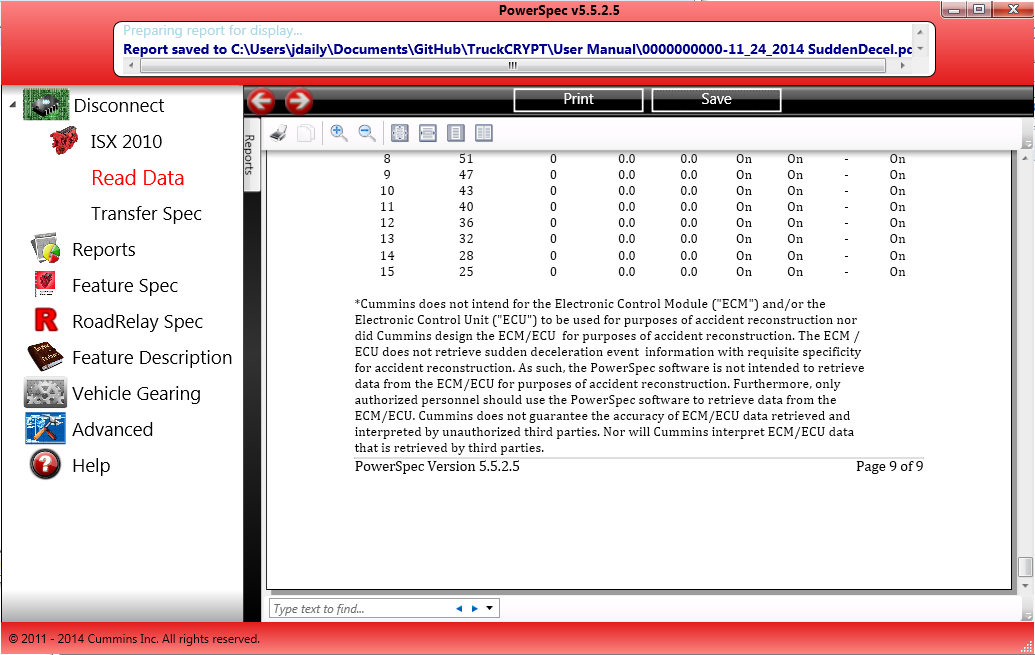 PowerSpec v5.5.2.5
Preparing report for display...
Report saved to C:\Users\jdaily\Documents\GitHub\TruckCRYPT\User Manual\0000000000-11_24_2014 SuddenDecel.pd
Disconnect
ISX 2010
Read Data
Transfer Spec
Reports
Feature Spec
RoadRelay Spec
Feature Description
Vehicle Gearing
Advanced
Help
Print Save
Reports
8 51 0 0.0 0.0 On On - On
9 47 0 0.0 0.0 On On - On
10 43 0 0.0 0.0 On On - On
11 40 0 0.0 0.0 On On - On
12 36 0 0.0 0.0 On On - On
13 32 0 0.0 0.0 On On - On
14 28 0 0.0 0.0 On On - On
15 25 0 0.0 0.0 On On - On
*Cummins does not intend for the Electronic Control Module ("ECM") and/or the
Electronic Control Unit ("ECU") to be used for purposes of accident reconstruction nor
did Cummins design the ECM/ECU for purposes of accident reconstruction. The ECM /
ECU does not retrieve sudden deceleration event information with requisite specificity
for accident reconstruction. As such, the PowerSpec software is not intended to retrieve
data from the ECM/ECU for purposes of accident reconstruction. Furthermore, only
authorized personnel should use the PowerSpec software to retrieve data from the
ECM/ECU. Cummins does not guarantee the accuracy of ECM/ECU data retrieved and
interpreted by unauthorized third parties. Nor will Cummins interpret ECM/ECU data
that is retrieved by third parties.
PowerSpec Version 5.5.2.5 Page 9 of 9
Type text to find...
© 2011 - 2014 Cummins Inc. All rights reserved.